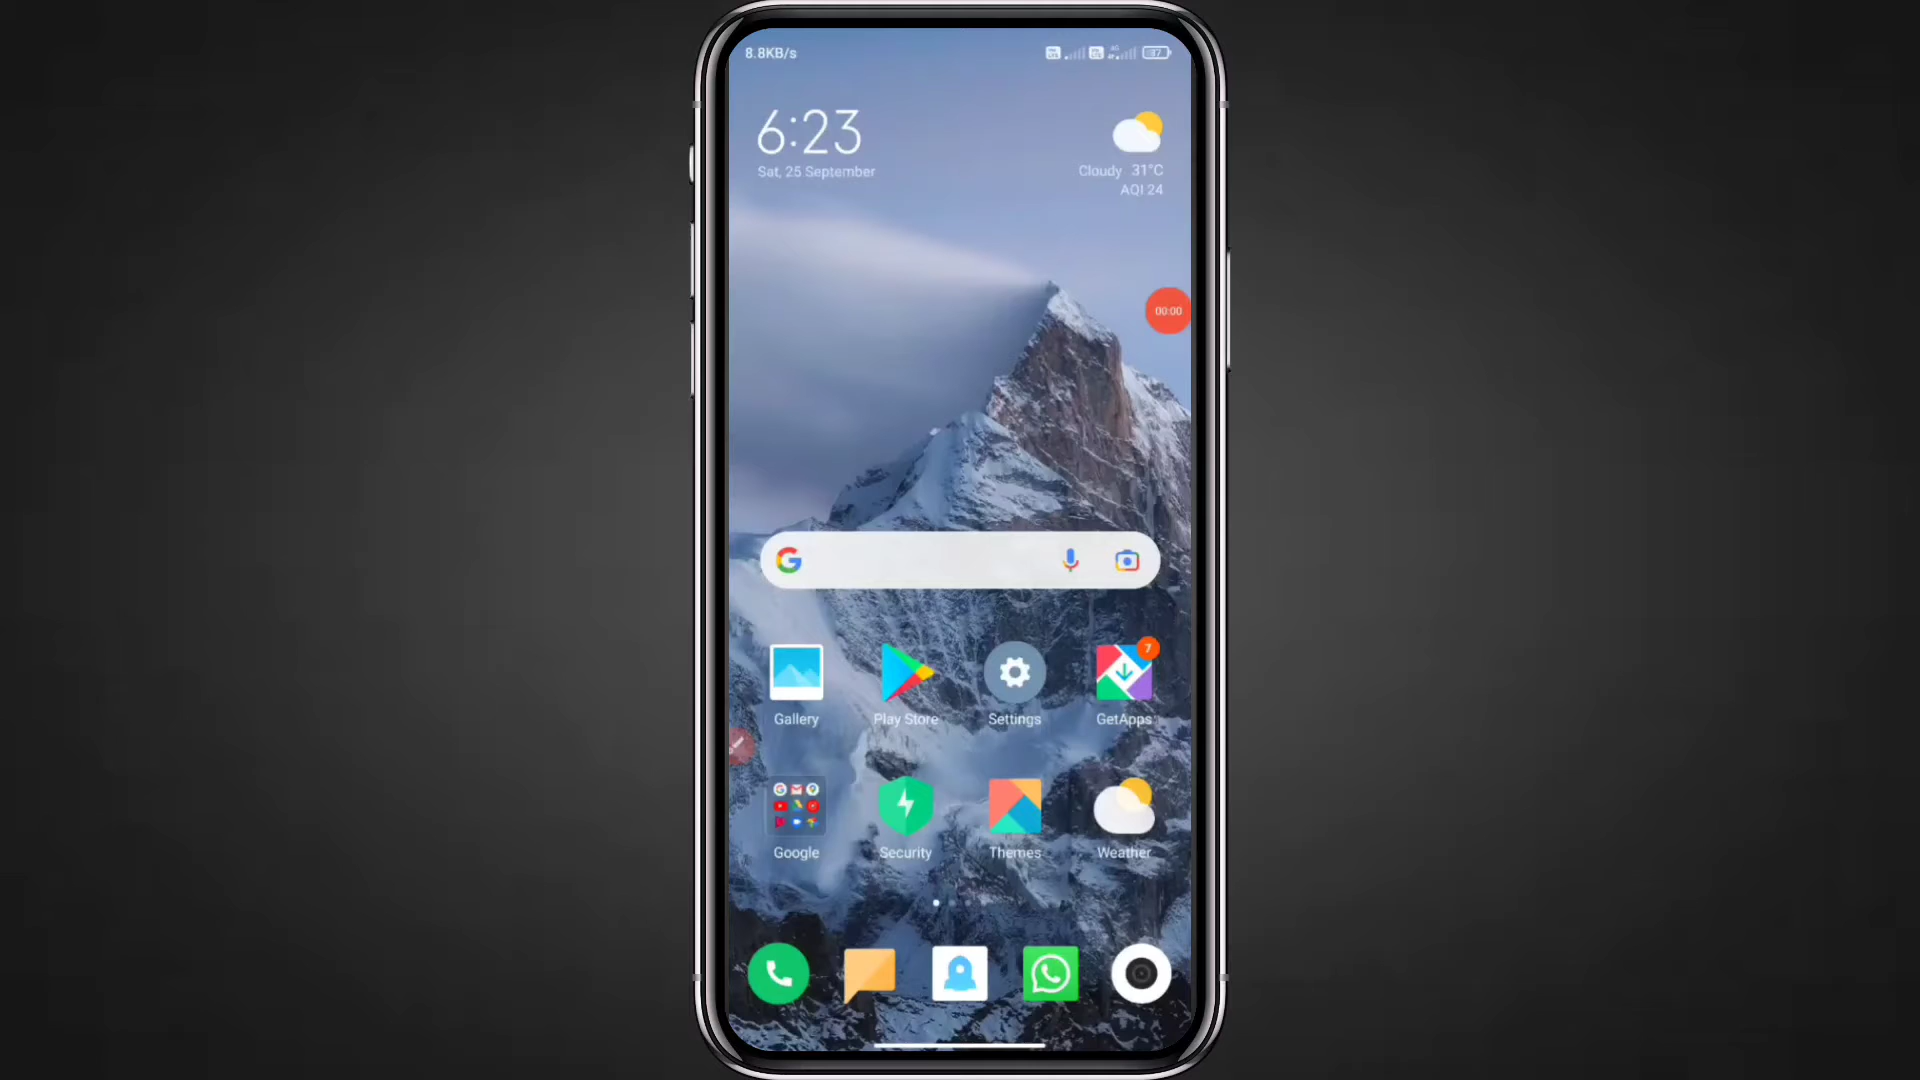 8.8KB/s
87
6:23
Sat, 25 September
Cloudy 31°C
AQI 24
00:00
7
Gallery
Play Store
Settings
GetApps
Google
Security
Themes
Weather